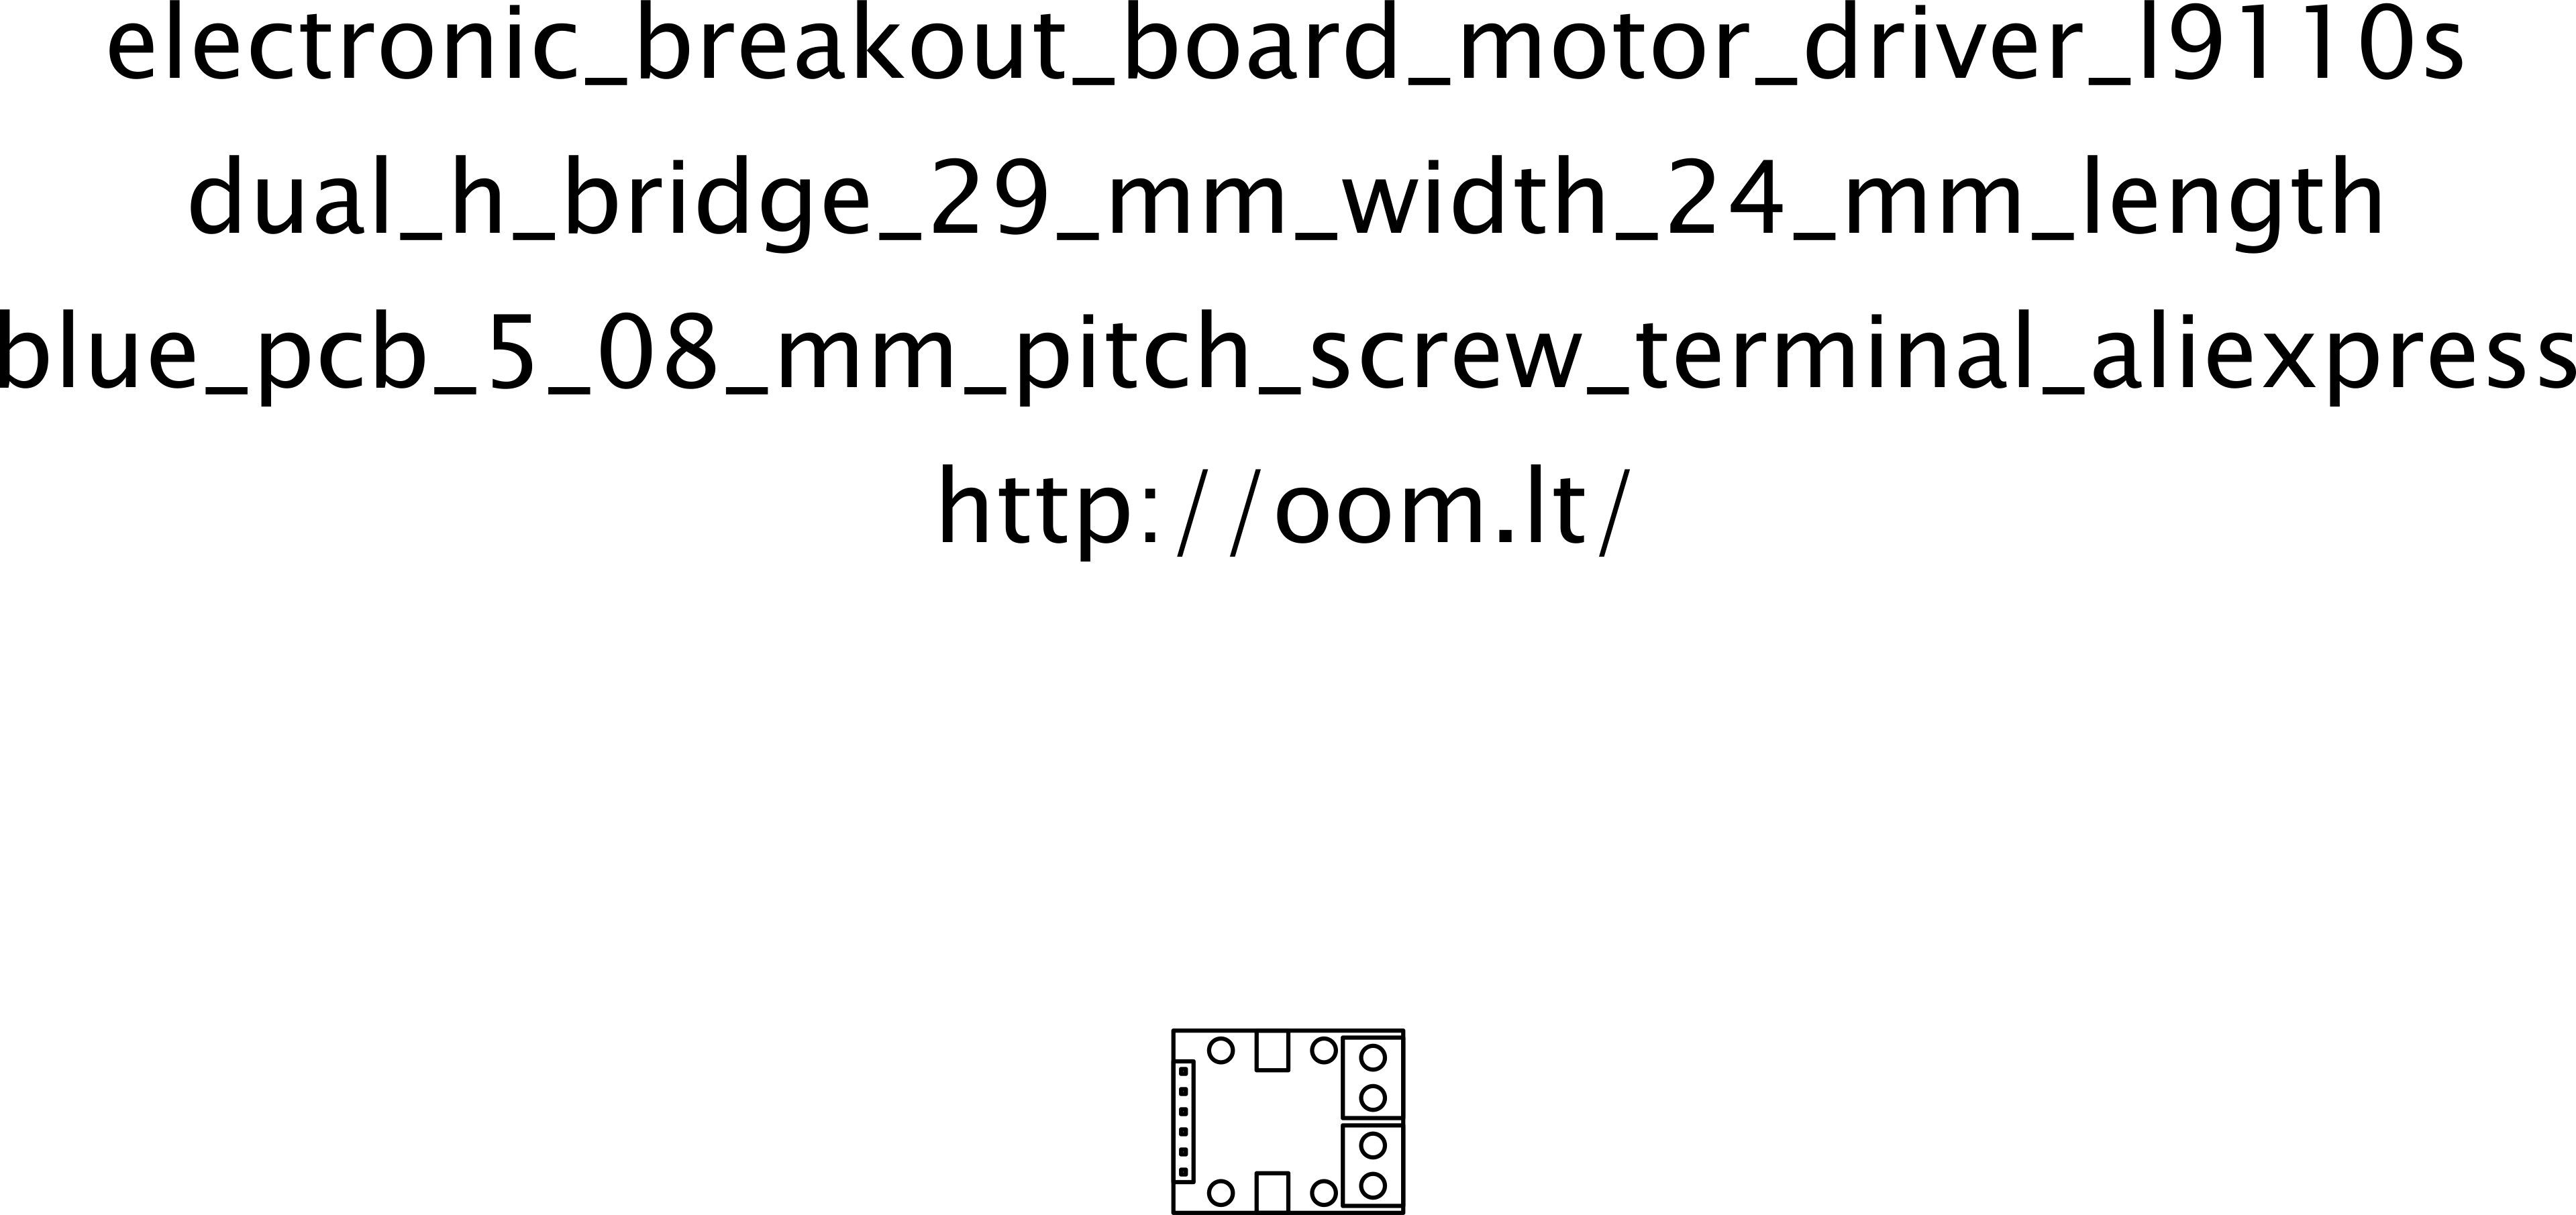 electronic_breakout_board_motor_driver_l9110s
dual_h_bridge_29_mm_width_24_mm_length
blue_pcb_5_08_mm_pitch_screw_terminal_aliexpress
http://oom.lt/